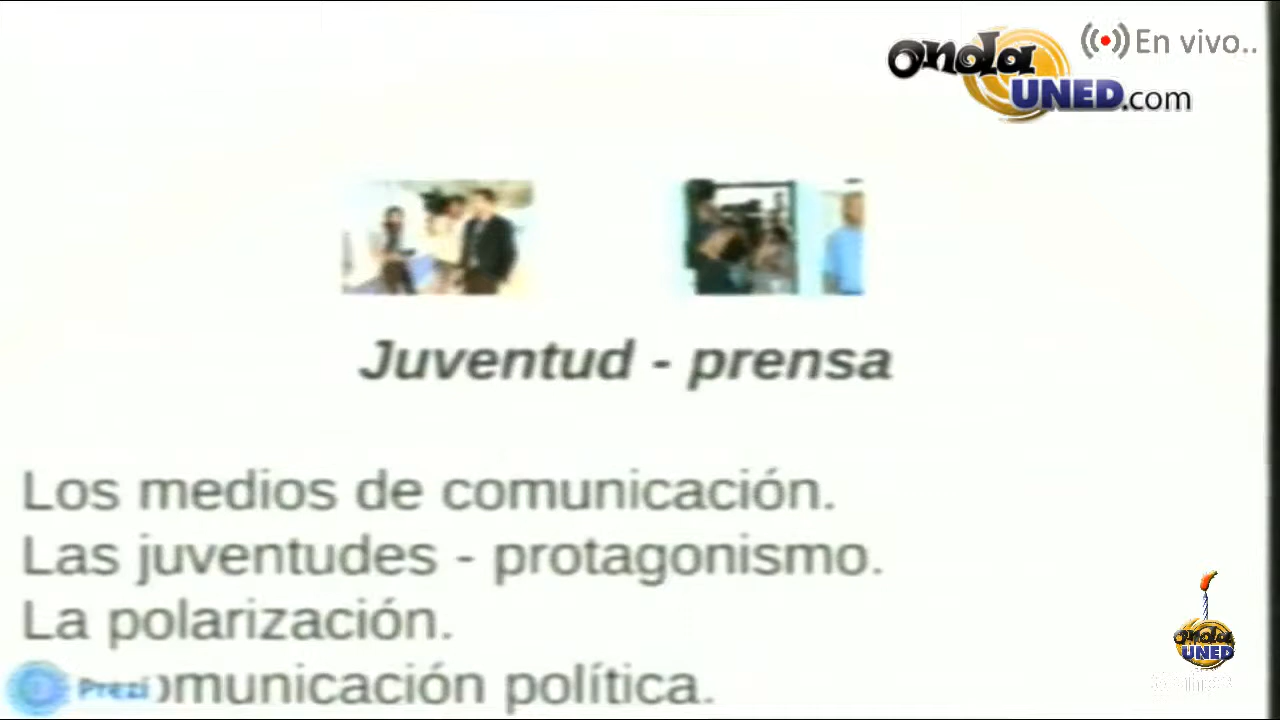 onda
UNED.com
En vivo..
Juventud - prensa
Los medios de comunicación.
Las juventudes - protagonismo.
La polarización.
Prezi omunicación política.
onda
UNED